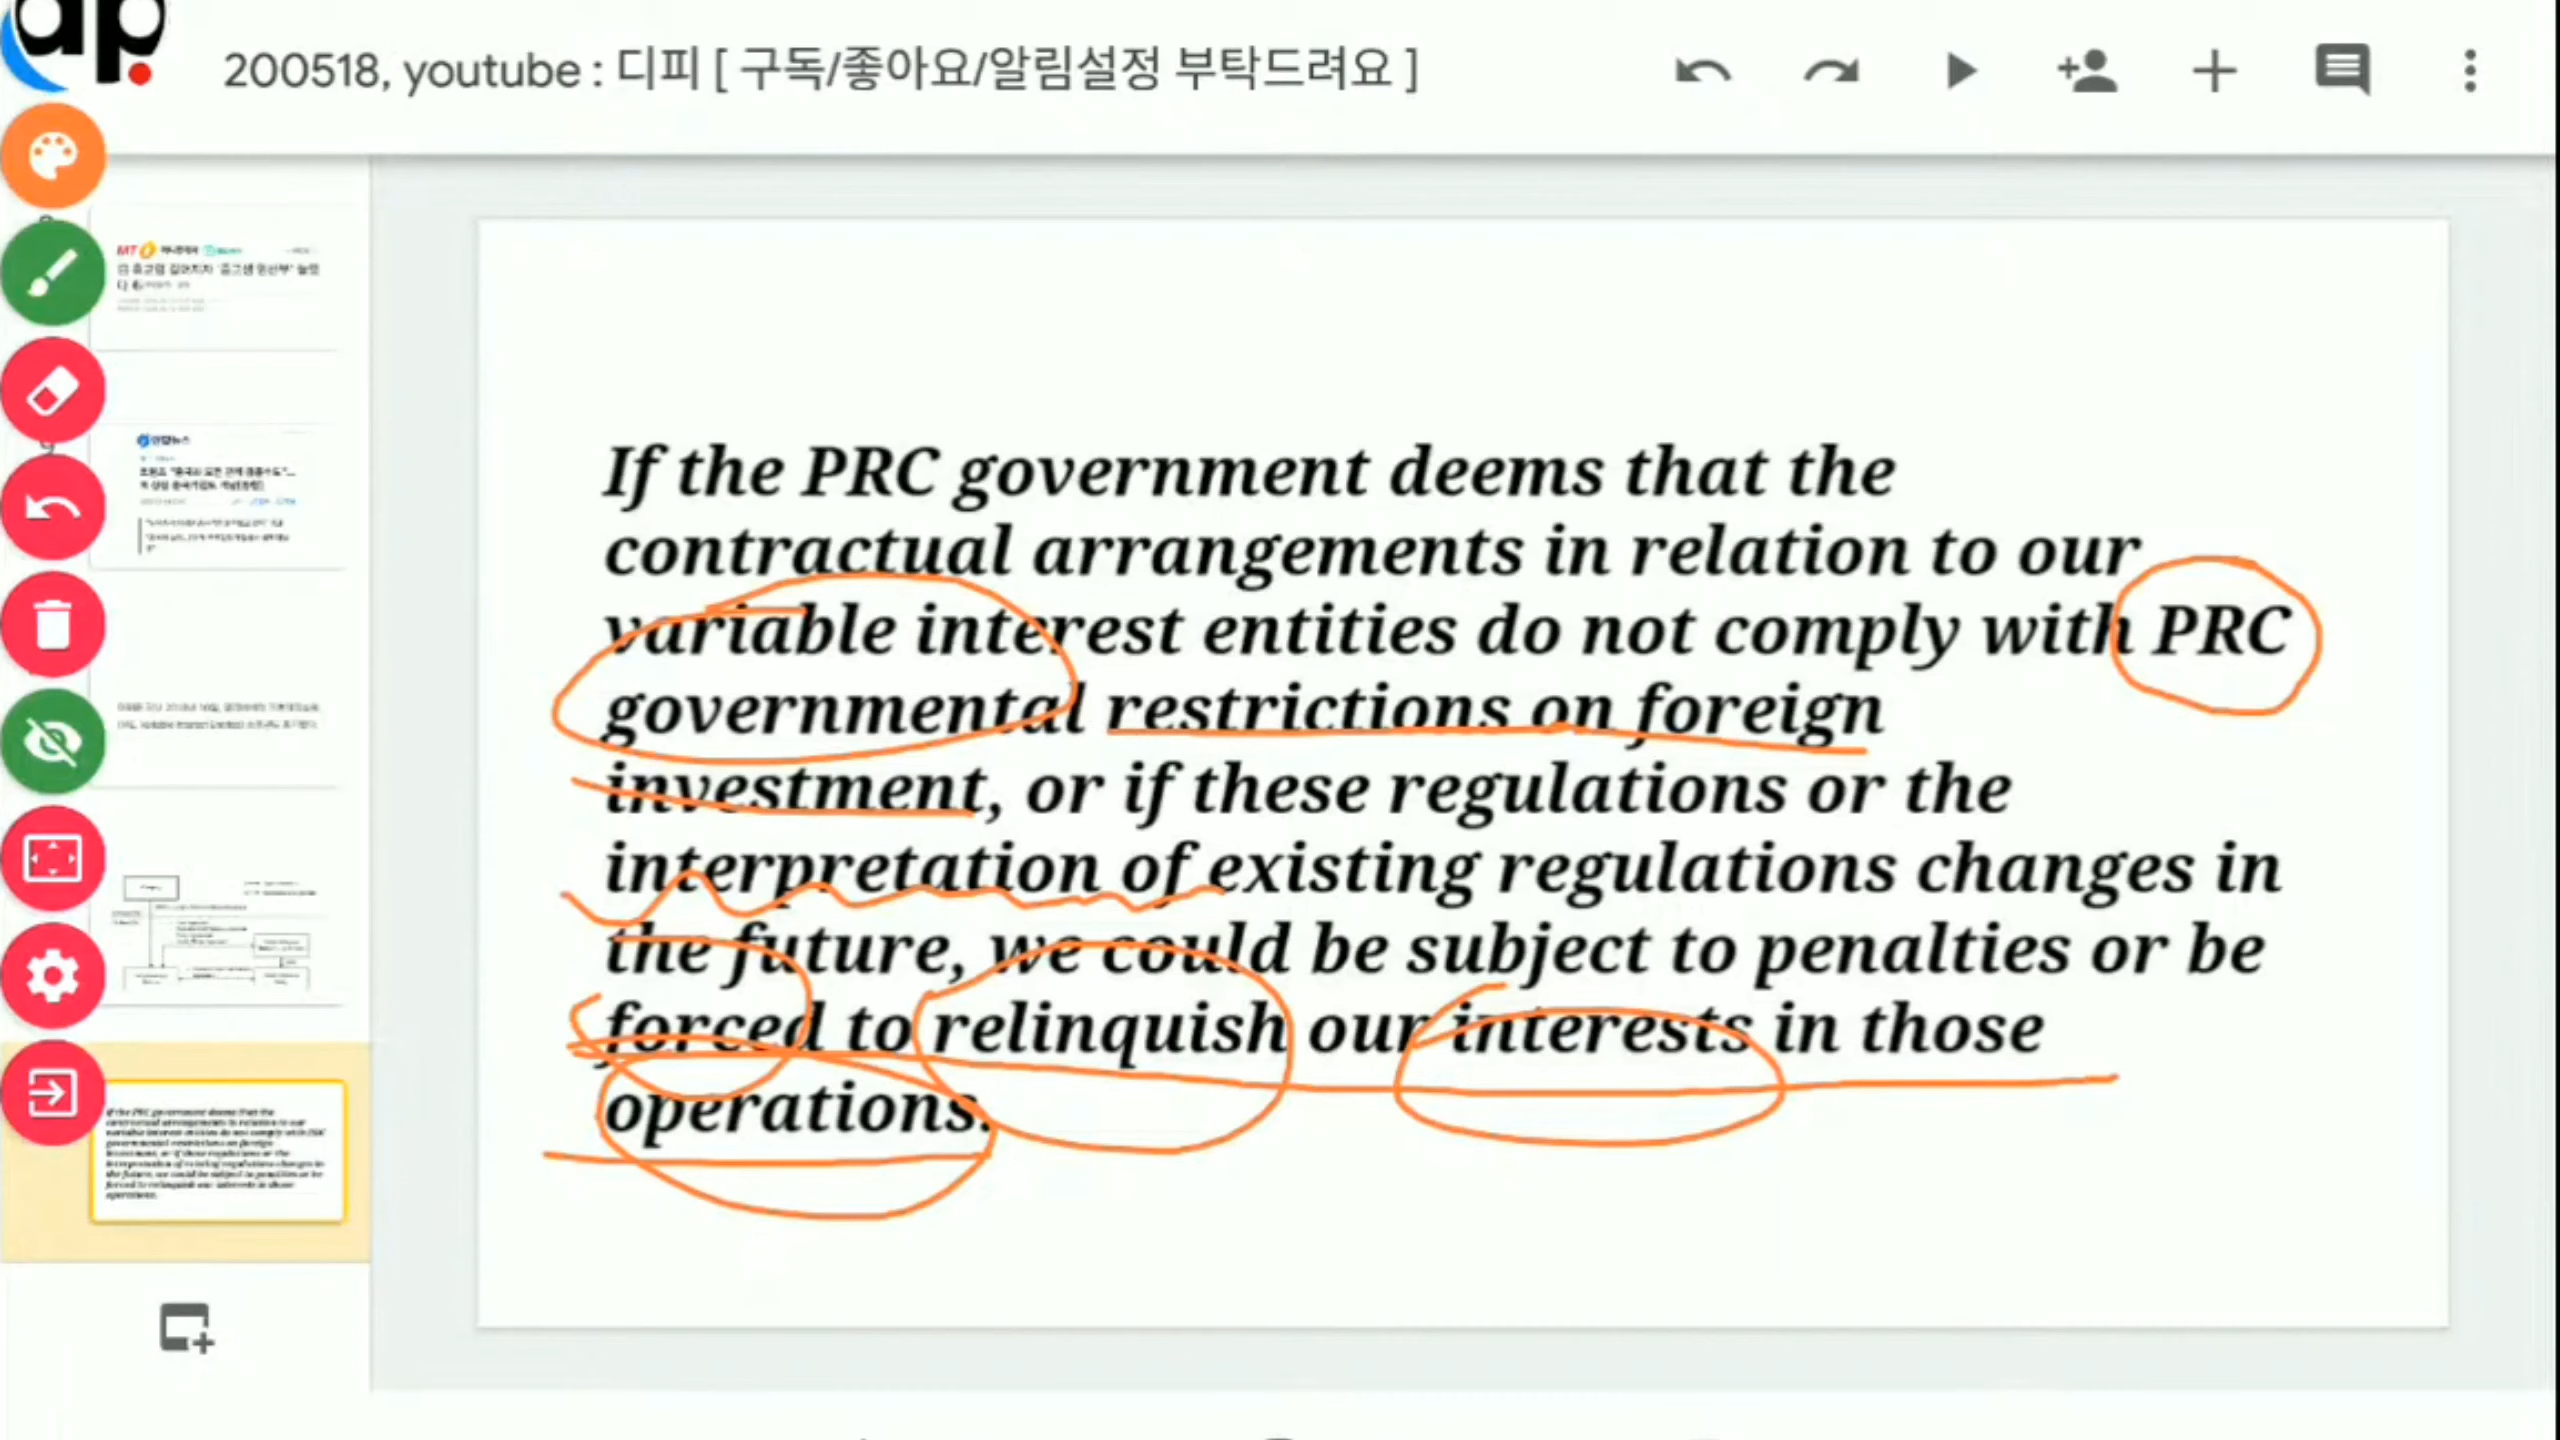 dp.
200518, youtube : 디피 [ 구독/좋아요/알림설정 부탁드려요 ]
MT
If the PRC government deems that the
contractual arrangements in relation to our
variable interest entities do not comply with PRC
governmental restrictions on foreign
investment, or if these regulations or the
interpretation of existing regulations changes in
the future, we could be subject to penalties or be
forced to relinquish our interests in those
operations.